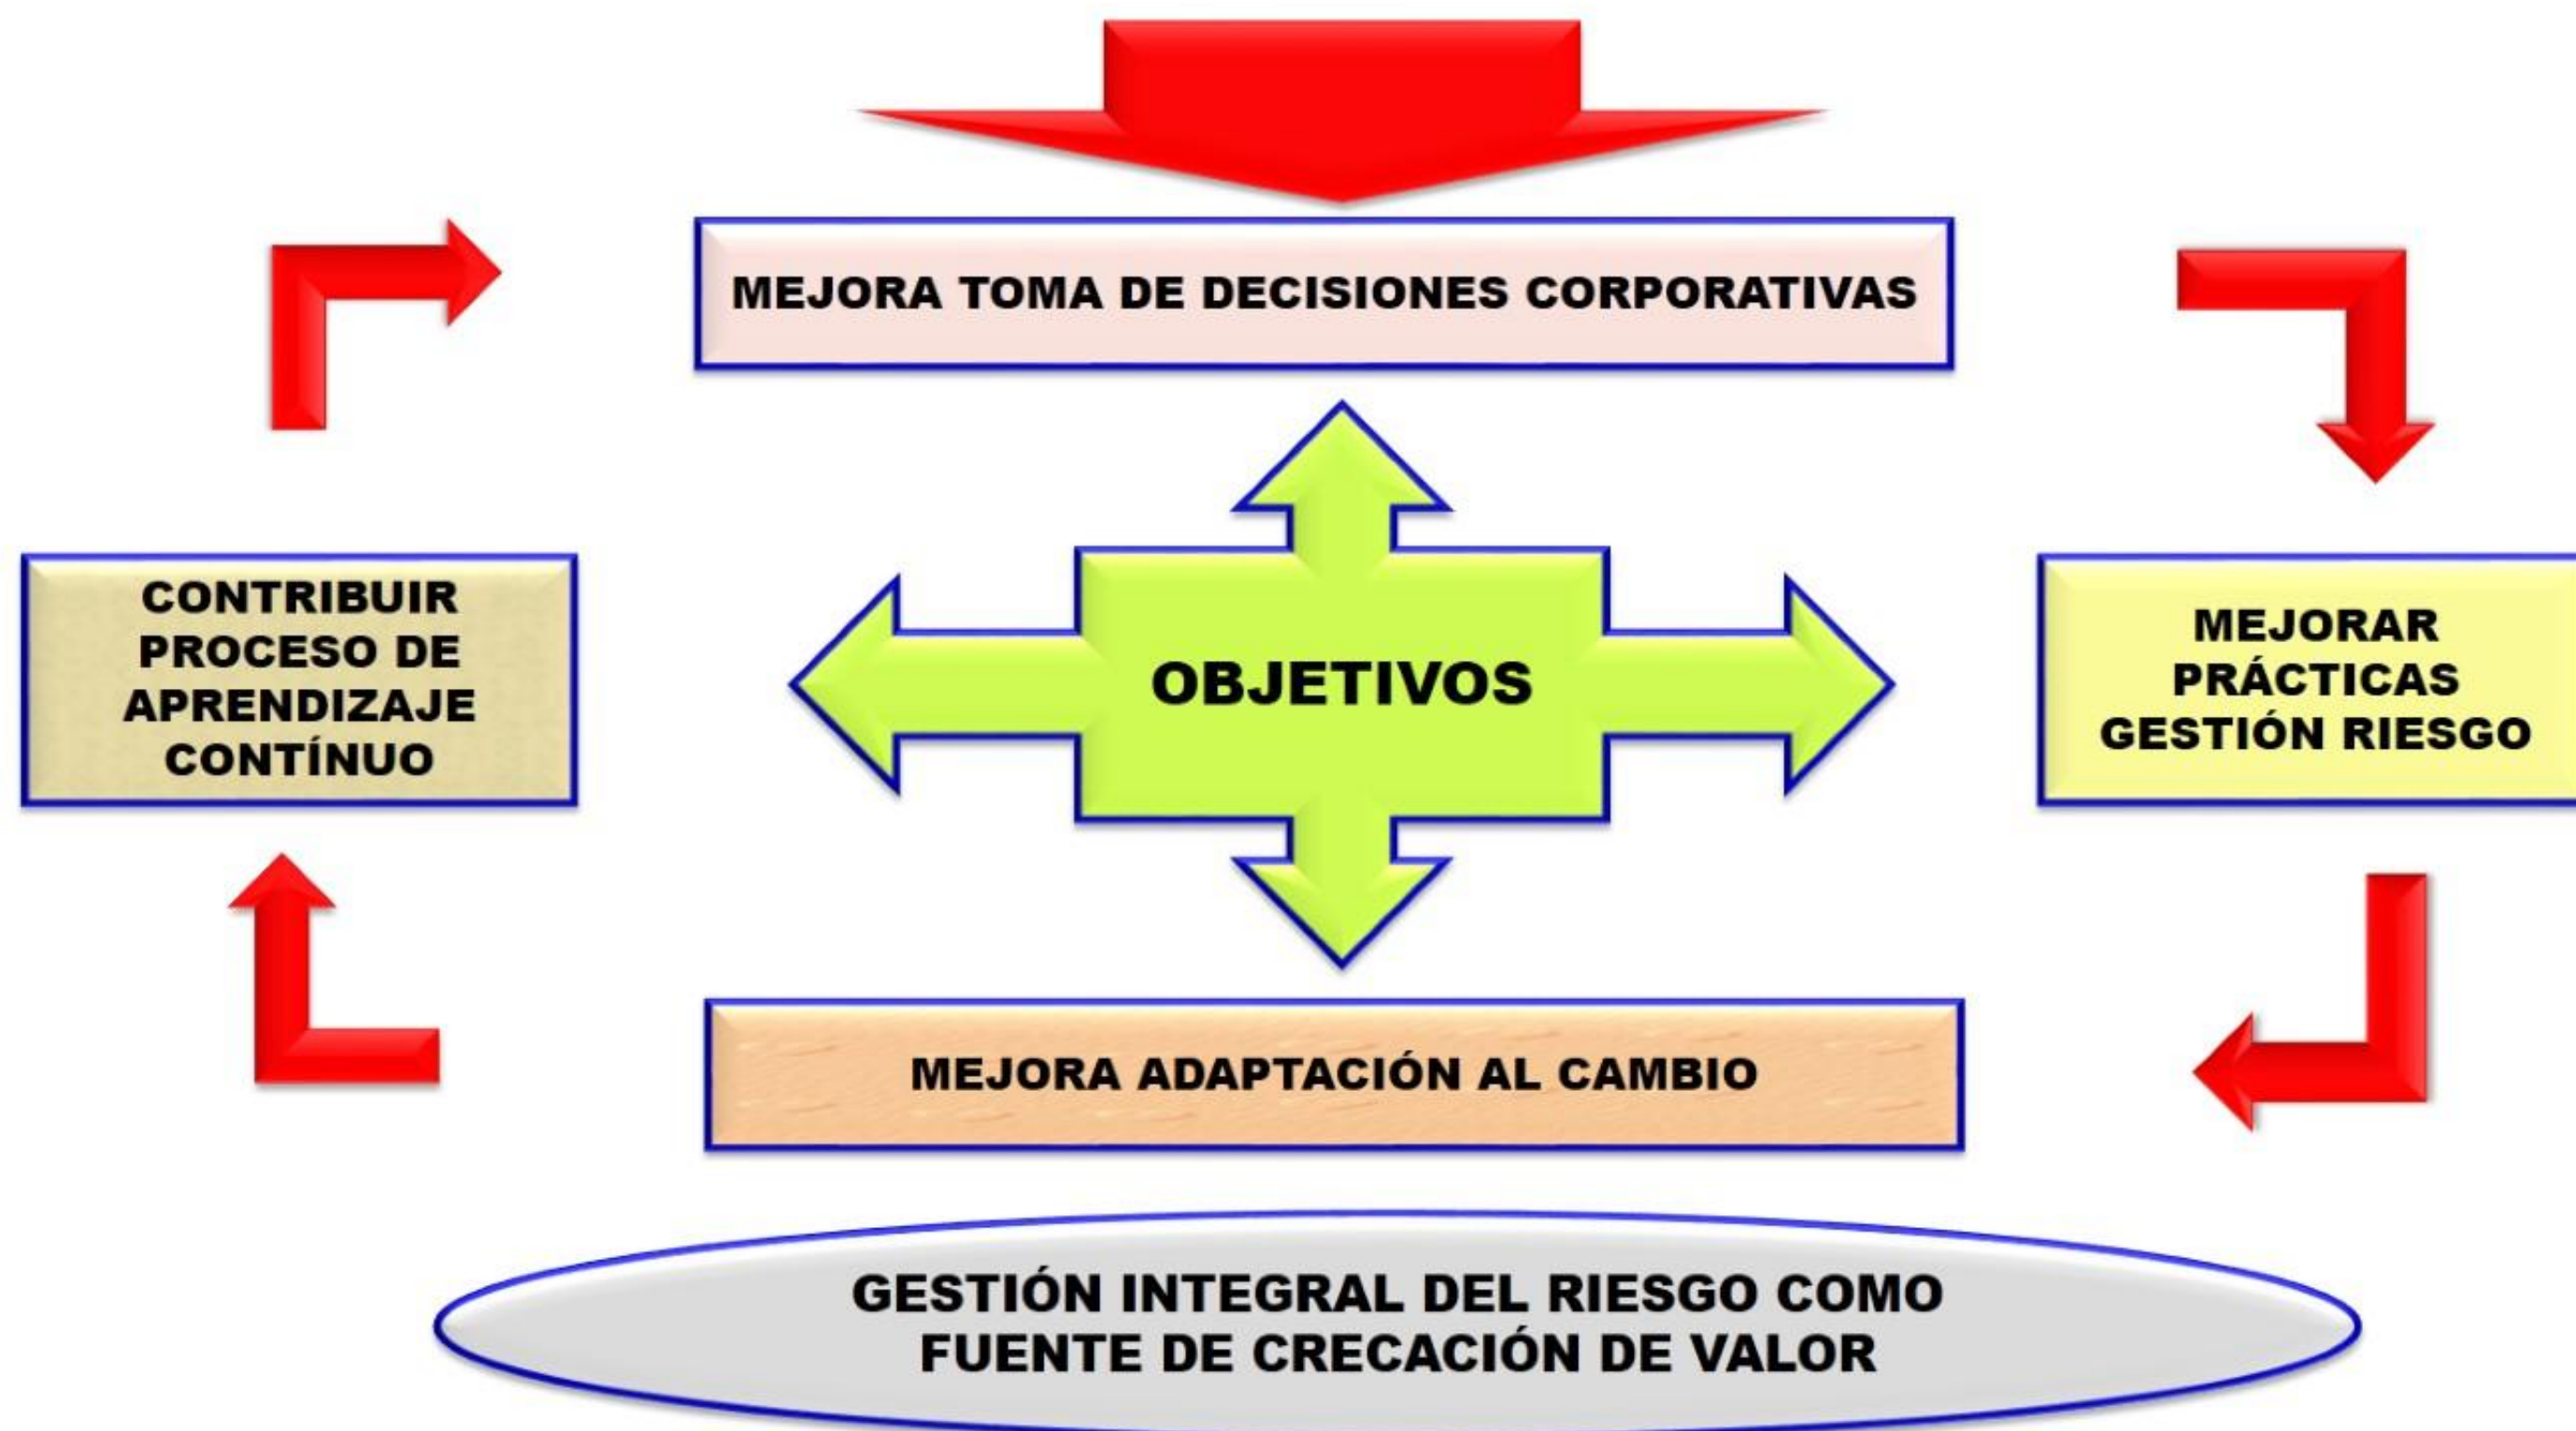 MEJORA TOMA DE DECISIONES CORPORATIVAS
CONTRIBUIR
PROCESO DE
APRENDIZAJE
CONTÍNUO
OBJETIVOS
MEJORAR
PRÁCTICAS
GESTIÓN RIESGO
MEJORA ADAPTACIÓN AL CAMBIO
GESTIÓN INTEGRAL DEL RIESGO COMO
FUENTE DE CRECACIÓN DE VALOR